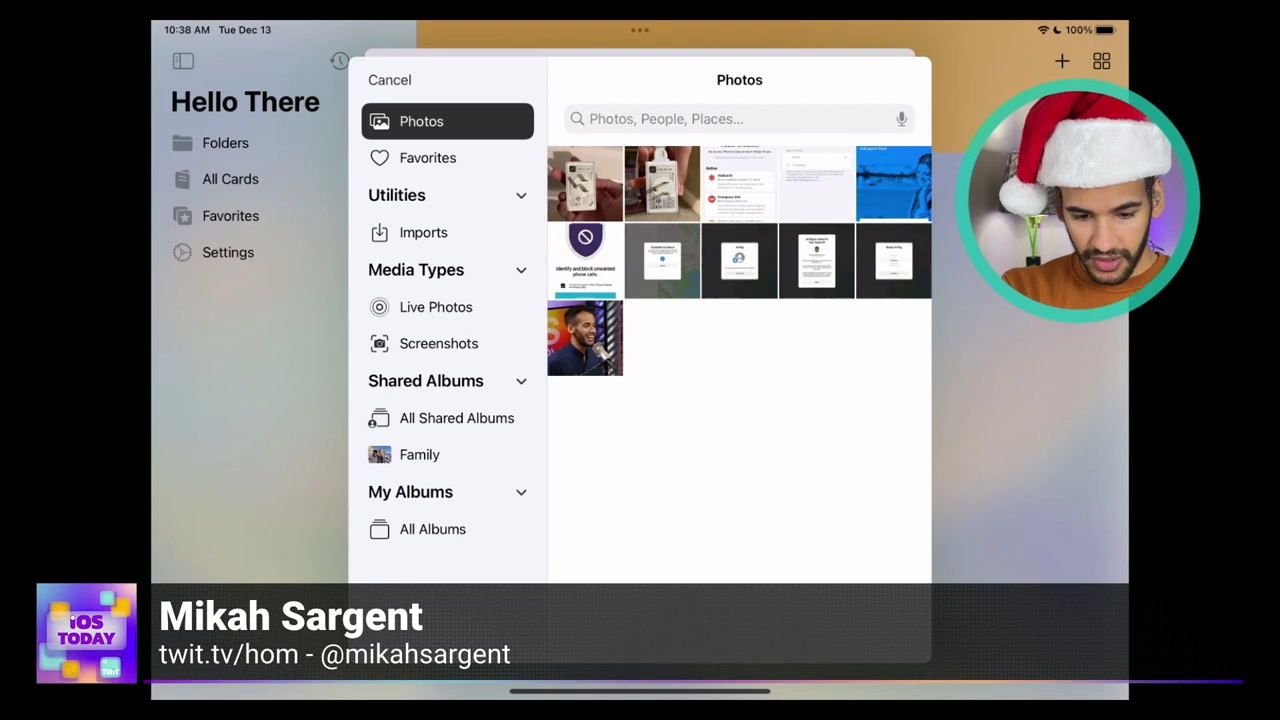 10:38 AM Tue Dec 13
100%
Hello There
Folders
All Cards
Favorites
Settings
Cancel
Photos
Favorites
Utilities
Imports
Media Types
Live Photos
Screenshots
Shared Albums
All Shared Albums
Family
My Albums
All Albums
Photos
Photos, People, Places...
Active
Identify and block unwanted
phone calls.
iOS
TODAY
TWiT
Mikah Sargent
twit.tv/hom - @mikahsargent